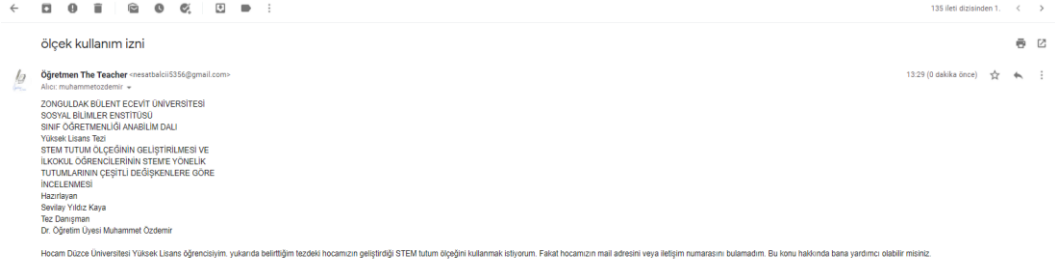 135 ileti dizisinden 1.
ölçek kullanım izni
Öğretmen The Teacher <nesatbalcii5356@gmail.com>
13:29 (0 dakika önce)
Alıcı: muhammetozdemir
ZONGULDAK BÜLENT ECEVİT ÜNİVERSİTESİ
SOSYAL BİLİMLER ENSTİTÜSÜ
SINIF ÖĞRETMENLİĞİ ANABİLİM DALI
Yüksek Lisans Tezi
STEM TUTUM ÖLÇEĞİNİN GELİŞTİRİLMESİ VE
İLKOKUL ÖĞRENCİLERİNİN STEM'E YÖNELİK
TUTUMLARININ ÇEŞİTLİ DEĞİŞKENLERE GÖRE
İNCELENMESİ
Hazırlayan
Sevilay Yıldız Kaya
Tez Danışman
Dr. Öğretim Üyesi Muhammet Özdemir
Hocam Düzce Üniversitesi Yüksek Lisans öğrencisiyim, yukarıda belirttiğim tezdeki hocamızın geliştirdiği STEM tutum ölçeğini kullanmak istiyorum. Fakat hocamızın mail adresini veya iletişim numarasını bulamadım. Bu konu hakkında bana yardımcı olabilir misiniz.